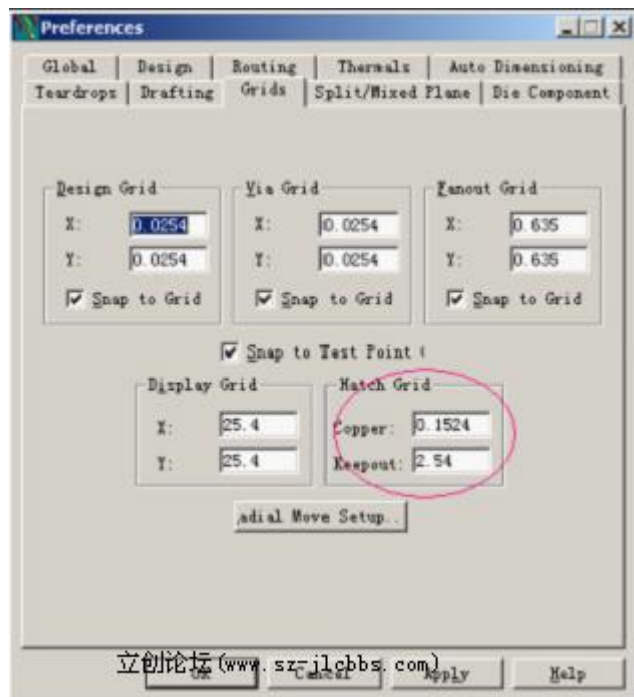 Preferences
Global Design Routing Thermals Auto Dimensioning
Teardrops Drafting Grids Split/Mixed Plane Die Component
Design Grid Via Grid Fanout Grid
X: 0.0254 X: 0.0254 X: 0.635
Y: 0.0254 Y: 0.0254 Y: 0.635
Snap to Grid Snap to Grid Snap to Grid
Snap to Test Point (
Display Grid Hatch Grid
X: 25.4 Copper: 0.1524
Y: 25.4 Keepout: 2.54
adial Move Setup..
立创论坛(www.sz-jlcbbs.com)
OK Cancel Apply Help